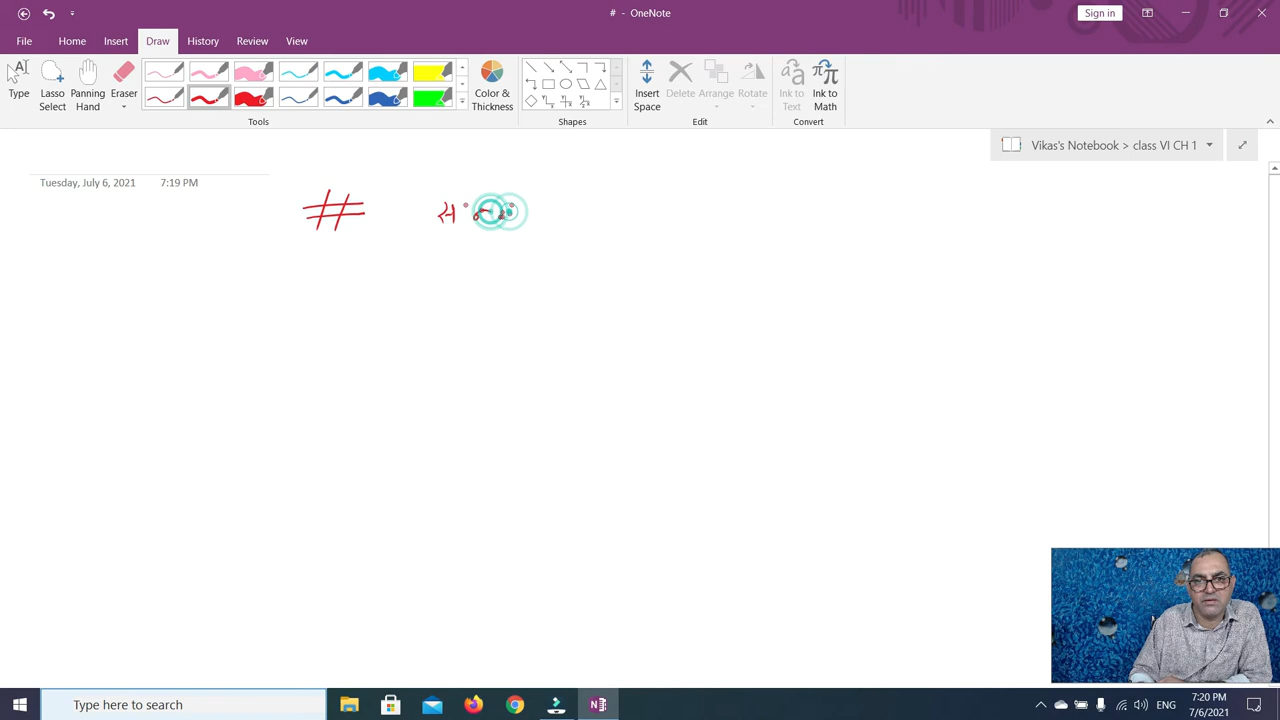 # - OneNote
Sign in
File Home Insert Draw History Review View
Type Lasso Select Panning Hand Eraser Color & Thickness Insert Space Delete Arrange Rotate Ink to Text Ink to Math
Tools Shapes Edit Convert
Vikas's Notebook > class VI CH 1
Tuesday, July 6, 2021 7:19 PM
#
Type here to search
ENG
7:20 PM
7/6/2021